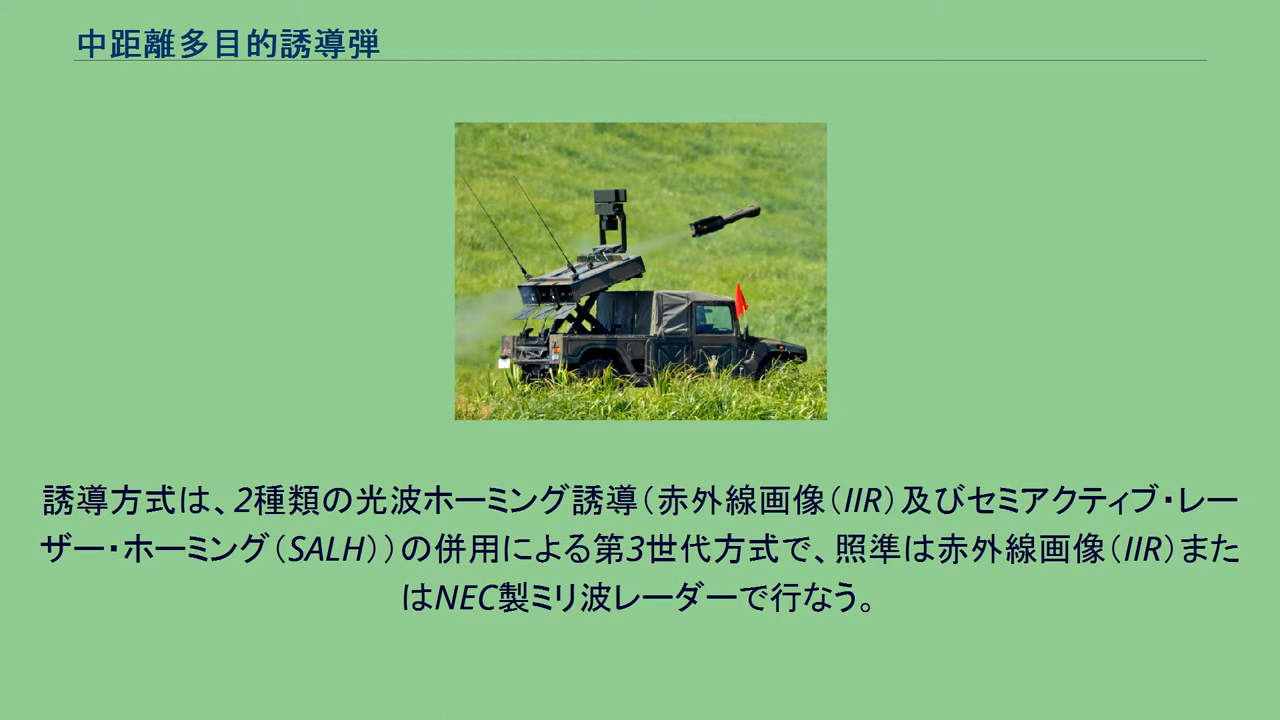 中距離多目的誘導弾
誘導方式は、2種類の光波ホーミング誘導（赤外線画像（IIR）及びセミアクティブ・レー
ザー・ホーミング（SALH））の併用による第3世代方式で、照準は赤外線画像（IIR）また
はNEC製ミリ波レーダーで行なう。